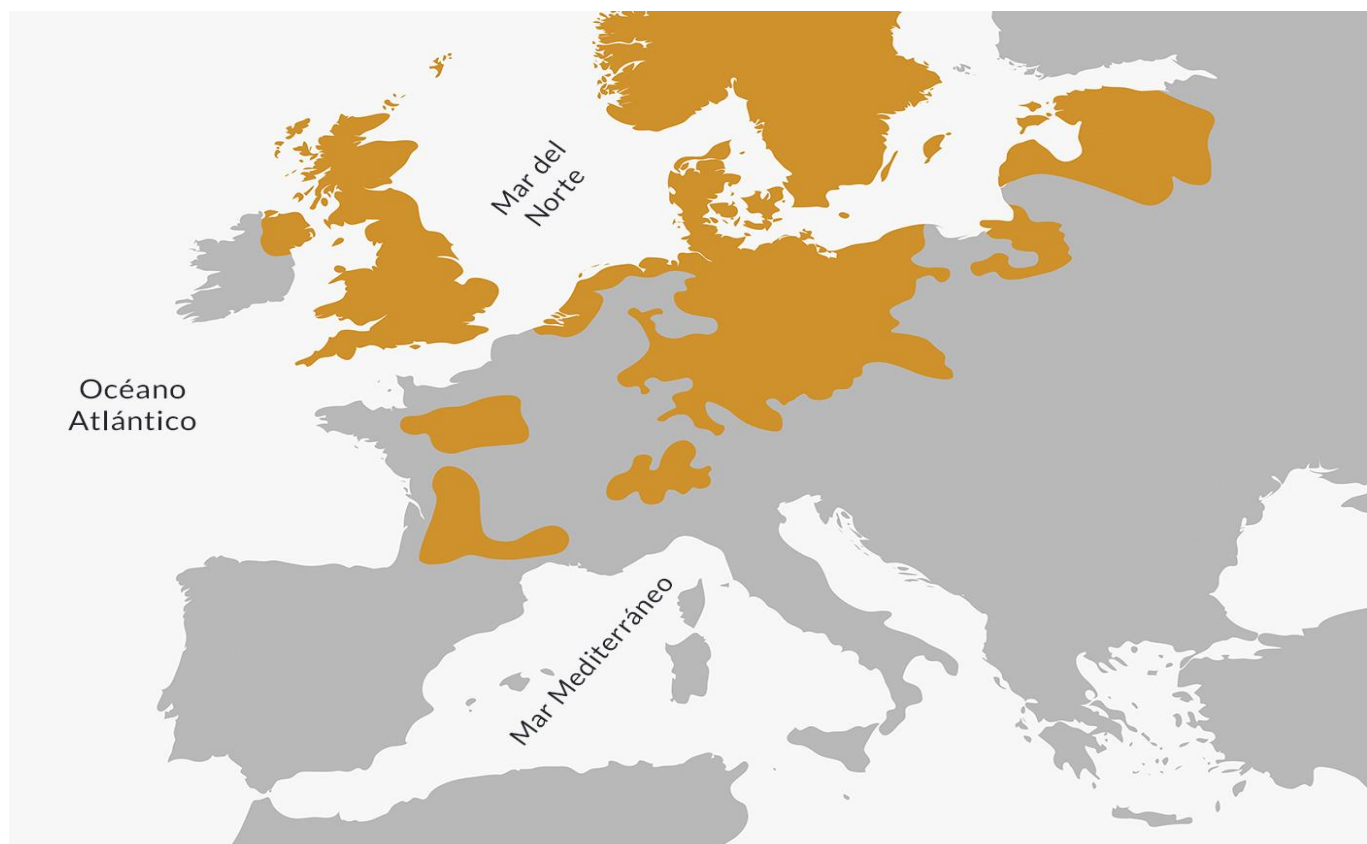 Mar del
Norte
Océano
Atlántico
Mar Mediterráneo